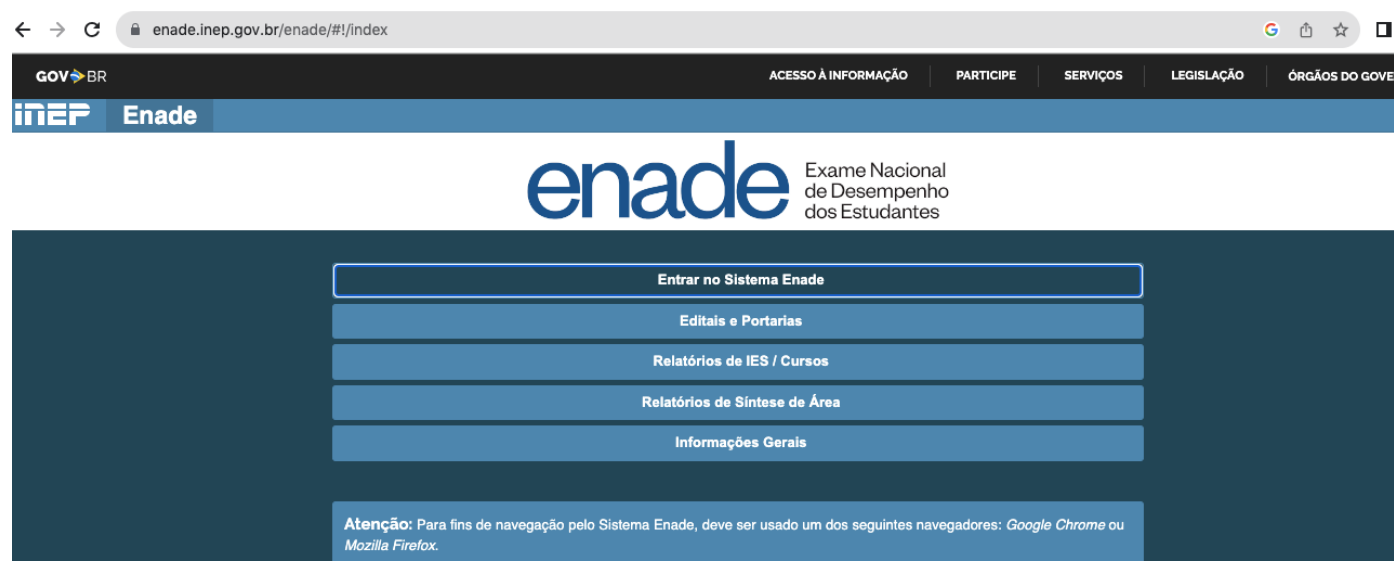 enade.inep.gov.br/enade/#!/index
GOV BR
ACESSO À INFORMAÇÃO PARTICIPE SERVIÇOS LEGISLAÇÃO ÓRGÃOS DO GOVE
inep Enade
enade Exame Nacional
de Desempenho
dos Estudantes
Entrar no Sistema Enade
Editais e Portarias
Relatórios de IES / Cursos
Relatórios de Síntese de Área
Informações Gerais
Atenção: Para fins de navegação pelo Sistema Enade, deve ser usado um dos seguintes navegadores: Google Chrome ou
Mozilla Firefox.